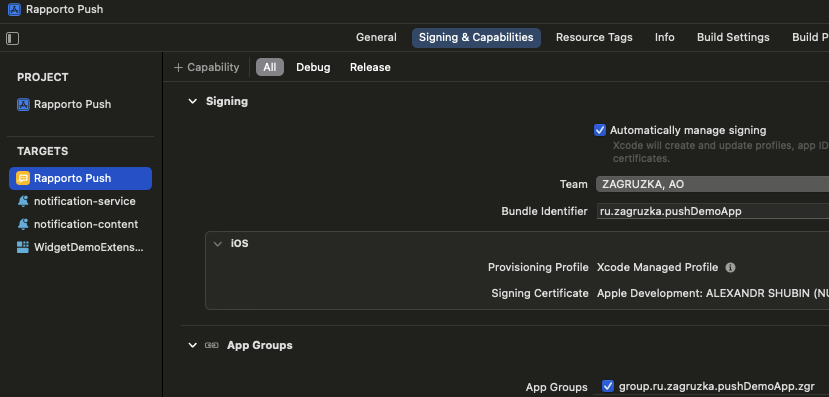 Rapporto Push
General Signing & Capabilities Resource Tags Info Build Settings Build P
+ Capability All Debug Release
PROJECT
Rapporto Push
TARGETS
Rapporto Push
notification-service
notification-content
WidgetDemoExtens...
Signing
Automatically manage signing
Xcode will create and update profiles, app ID
certificates.
Team ZAGRUZKA, AO
Bundle Identifier ru.zagruzka.pushDemoApp
iOS
Provisioning Profile Xcode Managed Profile
Signing Certificate Apple Development: ALEXANDR SHUBIN (NU
App Groups
App Groups group.ru.zagruzka.pushDemoApp.zgr